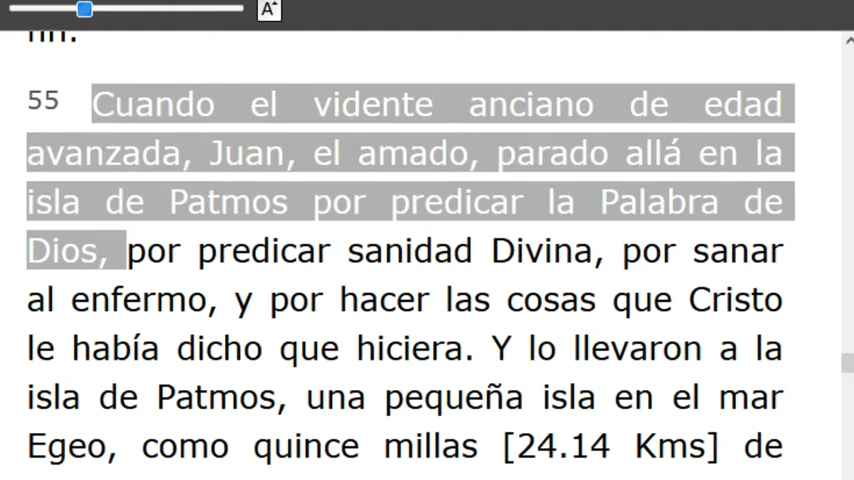 A
55 Cuando el vidente anciano de edad
avanzada, Juan, el amado, parado allá en la
isla de Patmos por predicar la Palabra de
Dios, por predicar sanidad Divina, por sanar
al enfermo, y por hacer las cosas que Cristo
le había dicho que hiciera. Y lo llevaron a la
isla de Patmos, una pequeña isla en el mar
Egeo, como quince millas [24.14 Kms] de